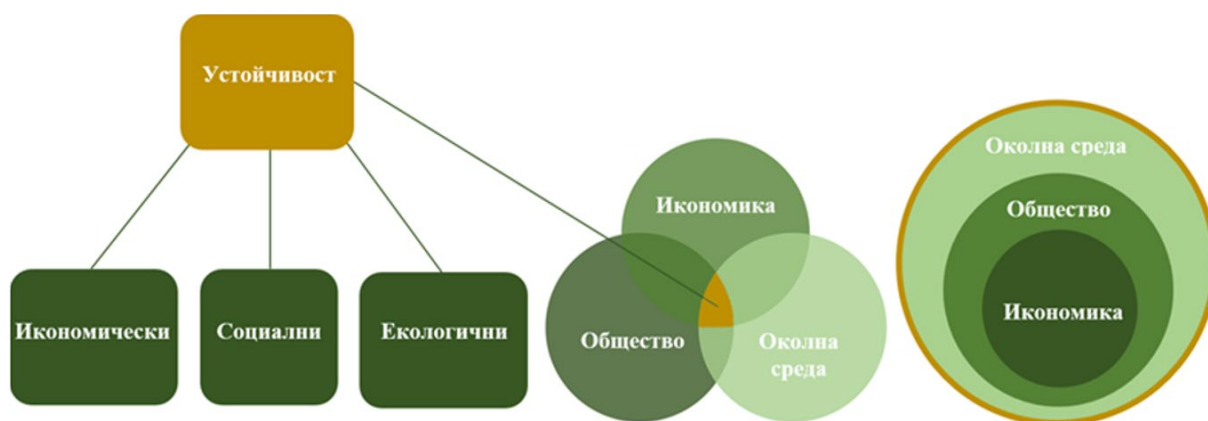 Устойчивост
Икономически
Социални
Екологични
Икономика
Общество
Околна
среда
Околна среда
Общество
Икономика